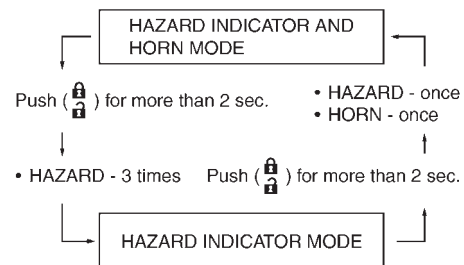 HAZARD INDICATOR AND
HORN MODE
Push ( ) for more than 2 sec.
• HAZARD - once
• HORN - once
• HAZARD - 3 times
Push ( ) for more than 2 sec.
HAZARD INDICATOR MODE